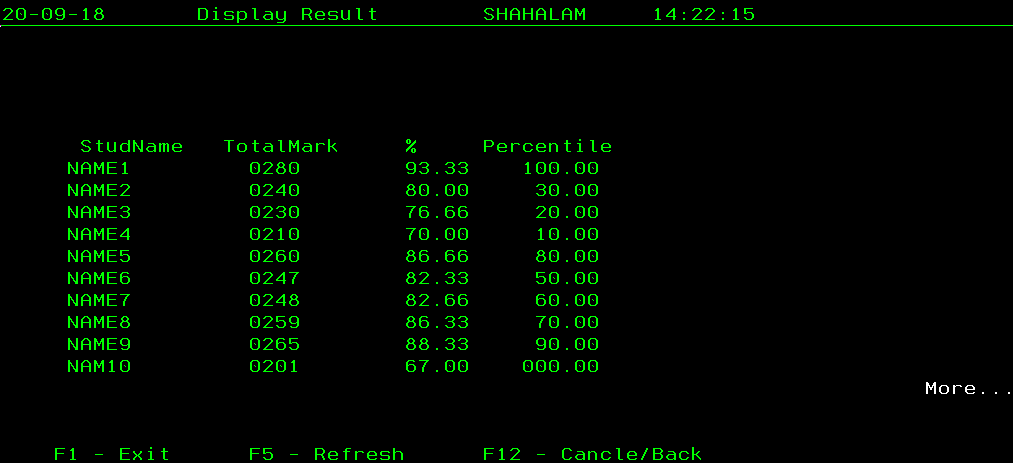 20-09-18 Display Result SHAHALAM 14:22:15
StudName TotalMark % Percentile
NAME1 0280 93.33 100.00
NAME2 0240 80.00 30.00
NAME3 0230 76.66 20.00
NAME4 0210 70.00 10.00
NAME5 0260 86.66 80.00
NAME6 0247 82.33 50.00
NAME7 0248 82.66 60.00
NAME8 0259 86.33 70.00
NAME9 0265 88.33 90.00
NAM10 0201 67.00 000.00
More...
F1 - Exit F5 - Refresh F12 - Cancle/Back